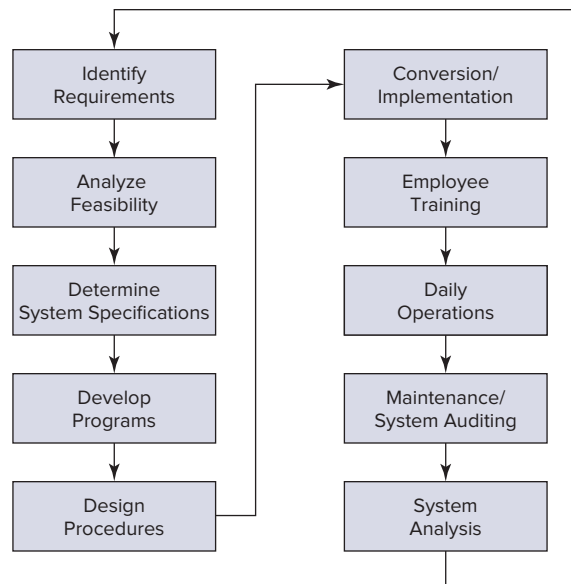 Identify
Requirements
Analyze
Feasibility
Determine
System Specifications
Develop
Programs
Design
Procedures
Conversion/
Implementation
Employee
Training
Daily
Operations
Maintenance/
System Auditing
System
Analysis